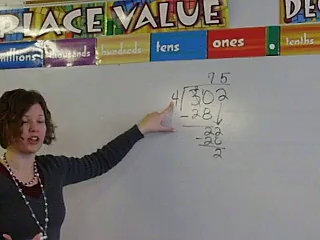 PLACE VALUE
DEC
millions
thousands
hundreds
tens
ones
tenths
75
4 302
- 28
22
- 20
2